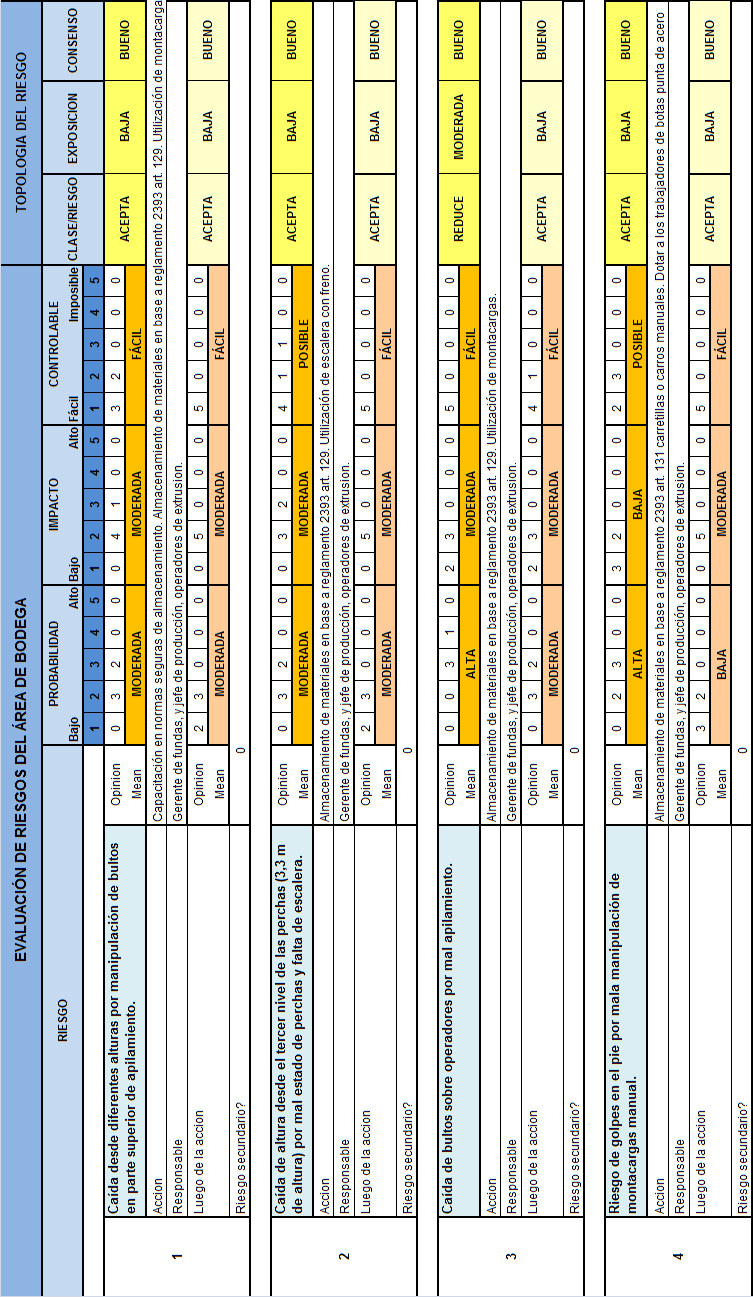 EVALUACIÓN DE RIESGOS DEL ÁREA DE BODEGA TOPOLOGIA DEL RIESGO
RIESGO PROBABILIDAD IMPACTO CONTROLABLE CLASE/RIESGO EXPOSICION CONSENSO
Bajo Alto Bajo Alto Fácil Imposible
1 2 3 4 5 1 2 3 4 5 1 2 3 4 5
1
Caída desde diferentes alturas por manipulación de bultos
en parte superior de apilamiento.
Opinion 0 3 2 0 0 0 4 1 0 0 3 2 0 0 0
Mean MODERADA MODERADA FÁCIL ACEPTA BAJA BUENO
Accion Capacitación en normas seguras de almacenamiento. Almacenamiento de materiales en base a reglamento 2393 art. 129. Utilización de montacarga
Responsable Gerente de fundas, y jefe de producción, operadores de extrusion.
Luego de la accion Opinion 2 3 0 0 0 0 5 0 0 0 5 0 0 0 0
Mean MODERADA MODERADA FÁCIL ACEPTA BAJA BUENO
Riesgo secundario? 0
2
Caída de altura desde el tercer nivel de las perchas (3,3 m
de altura) por mal estado de perchas y falta de escalera.
Opinion 0 3 2 0 0 0 3 2 0 0 4 1 1 0 0
Mean MODERADA MODERADA POSIBLE ACEPTA BAJA BUENO
Accion Almacenamiento de materiales en base a reglamento 2393 art. 129. Utilización de escalera con freno.
Responsable Gerente de fundas, y jefe de producción, operadores de extrusion.
Luego de la accion Opinion 2 3 0 0 0 0 5 0 0 0 5 0 0 0 0
Mean MODERADA MODERADA FÁCIL ACEPTA BAJA BUENO
Riesgo secundario? 0
3
Caída de bultos sobre operadores por mal apilamiento.
Opinion 0 0 3 1 0 2 3 0 0 0 5 0 0 0 0
Mean ALTA MODERADA FÁCIL REDUCE MODERADA BUENO
Accion Almacenamiento de materiales en base a reglamento 2393 art. 129. Utilización de montacargas.
Responsable Gerente de fundas, y jefe de producción, operadores de extrusion.
Luego de la accion Opinion 0 3 2 0 0 2 3 0 0 0 4 1 0 0 0
Mean MODERADA MODERADA FÁCIL ACEPTA BAJA BUENO
Riesgo secundario? 0
4
Riesgo de golpes en el pie por mala manipulación de
montacargas manual.
Opinion 0 2 3 0 0 3 2 0 0 0 2 3 0 0 0
Mean ALTA BAJA POSIBLE ACEPTA BAJA BUENO
Accion Almacenamiento de materiales en base a reglamento 2393 art. 131 carretillas o carros manuales. Dotar a los trabajadores de botas punta de acero
Responsable Gerente de fundas, y jefe de producción, operadores de extrusion.
Luego de la accion Opinion 3 2 0 0 0 0 5 0 0 0 5 0 0 0 0
Mean BAJA MODERADA FÁCIL ACEPTA BAJA BUENO
Riesgo secundario? 0